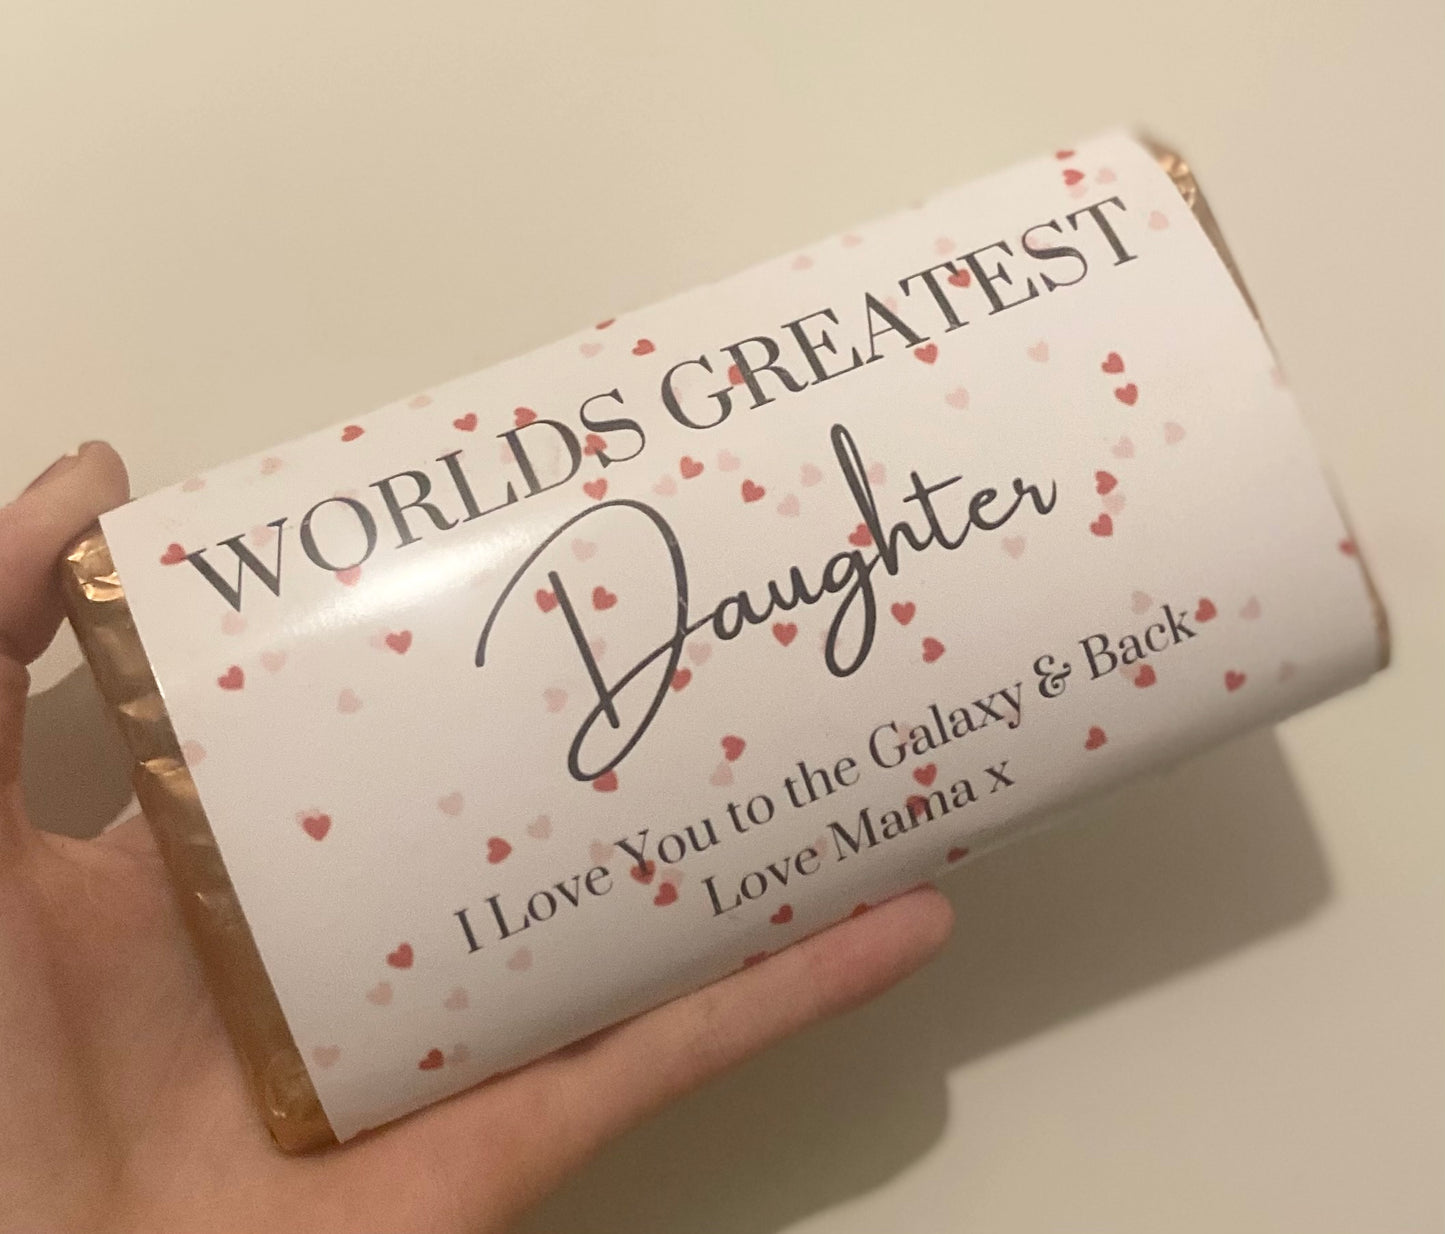 WORLDS GREATEST
Daughter
I Love You to the Galaxy & Back
Love Mama x